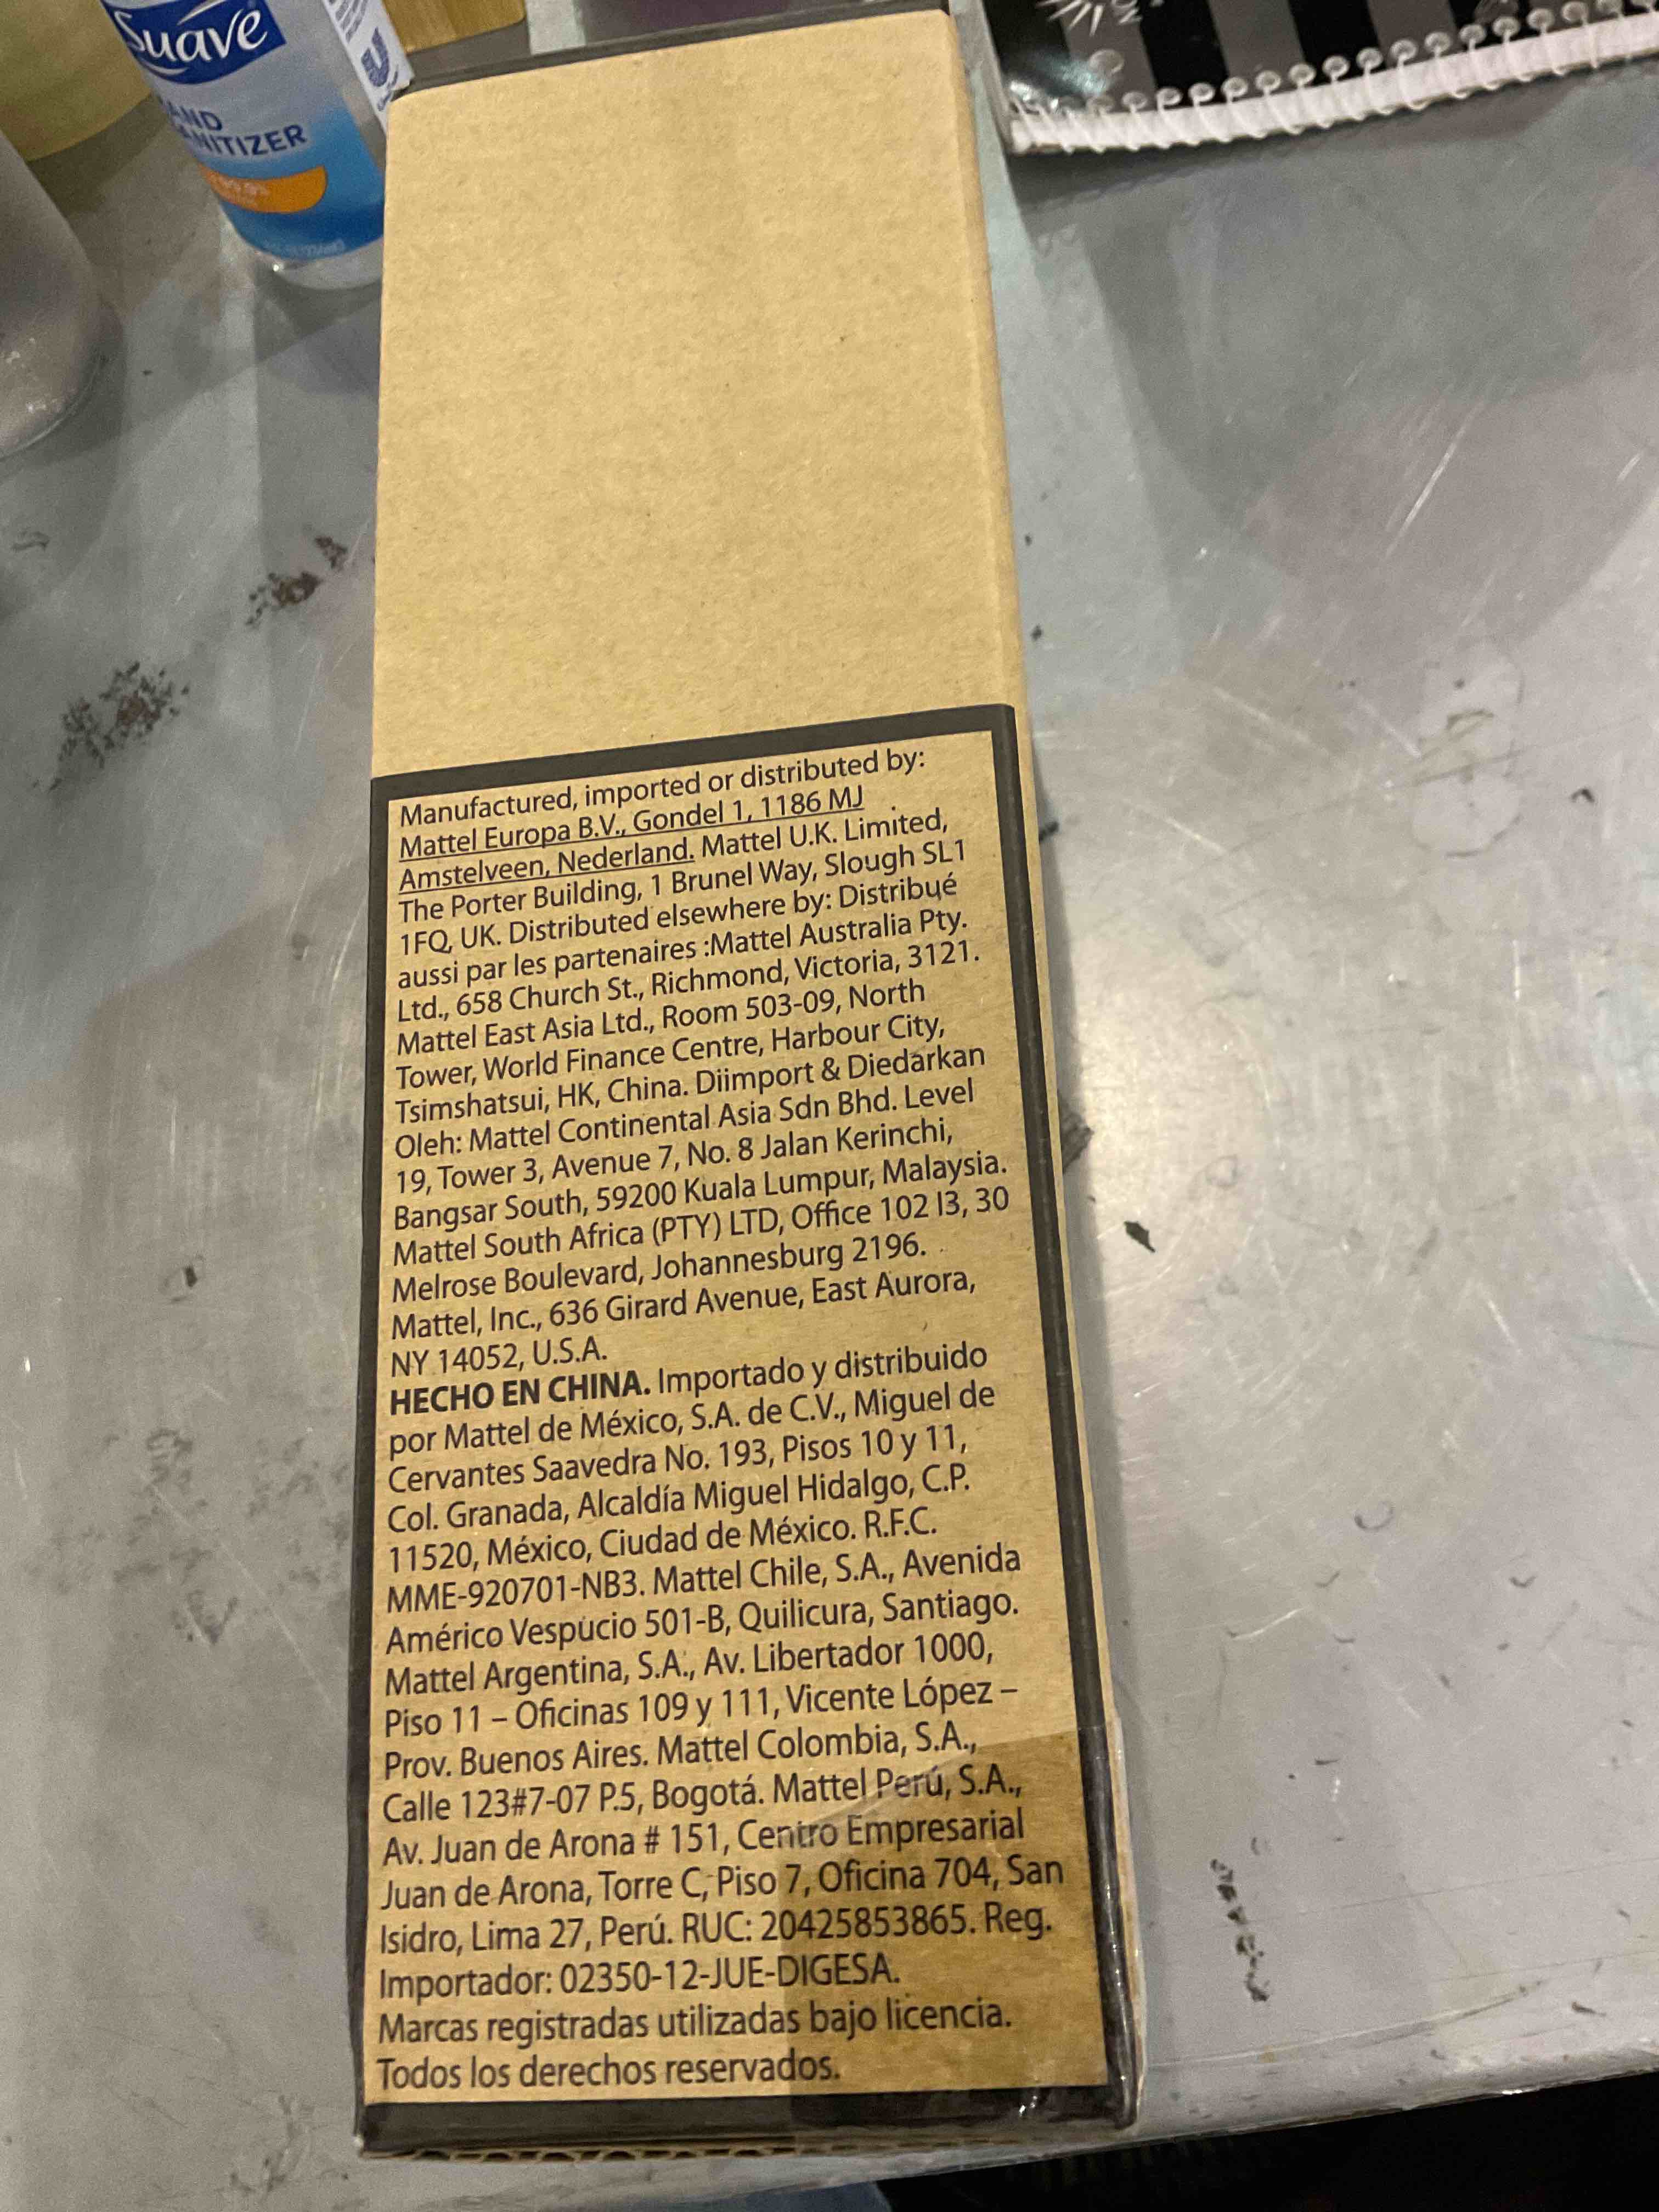 Suave
HAND
SANITIZER
Manufactured, imported or distributed by:
Mattel Europa B.V., Gondel 1, 1186 MJ
Amstelveen, Nederland. Mattel U.K. Limited,
The Porter Building, 1 Brunel Way, Slough SL1
1FQ, UK. Distributed elsewhere by: Distribué
aussi par les partenaires :Mattel Australia Pty.
Ltd., 658 Church St., Richmond, Victoria, 3121.
Mattel East Asia Ltd., Room 503-09, North
Tower, World Finance Centre, Harbour City,
Tsimshatsui, HK, China. Diimport & Diedarkan
Oleh: Mattel Continental Asia Sdn Bhd. Level
19, Tower 3, Avenue 7, No. 8 Jalan Kerinchi,
Bangsar South, 59200 Kuala Lumpur, Malaysia.
Mattel South Africa (PTY) LTD, Office 102 I3, 30
Melrose Boulevard, Johannesburg 2196.
Mattel, Inc., 636 Girard Avenue, East Aurora,
NY 14052, U.S.A.
HECHO EN CHINA. Importado y distribuido
por Mattel de México, S.A. de C.V., Miguel de
Cervantes Saavedra No. 193, Pisos 10 y 11,
Col. Granada, Alcaldía Miguel Hidalgo, C.P.
11520, México, Ciudad de México. R.F.C.
MME-920701-NB3. Mattel Chile, S.A., Avenida
Américo Vespucio 501-B, Quilicura, Santiago.
Mattel Argentina, S.A., Av. Libertador 1000,
Piso 11 – Oficinas 109 y 111, Vicente López –
Prov. Buenos Aires. Mattel Colombia, S.A.,
Calle 123#7-07 P.5, Bogotá. Mattel Perú, S.A.,
Av. Juan de Arona # 151, Centro Empresarial
Juan de Arona, Torre C, Piso 7, Oficina 704, San
Isidro, Lima 27, Perú. RUC: 20425853865. Reg.
Importador: 02350-12-JUE-DIGESA.
Marcas registradas utilizadas bajo licencia.
Todos los derechos reservados.